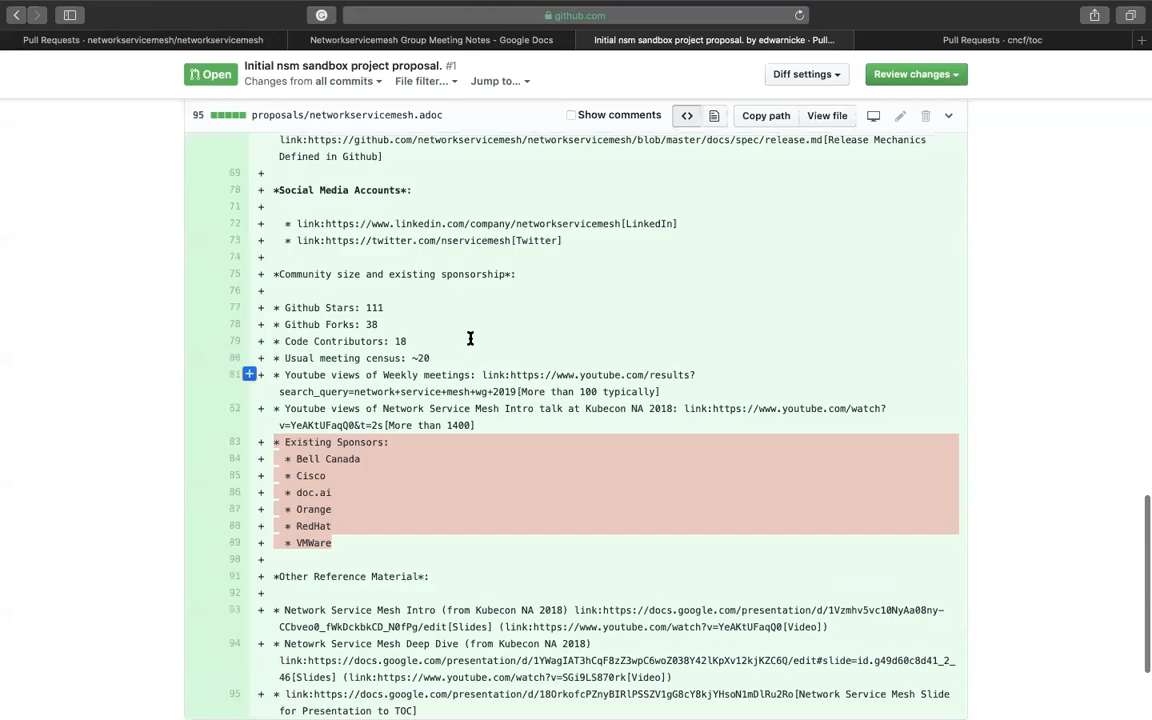 github.com
Pull Requests · networkservicemesh/networkservicemesh
Networkservicemesh Group Meeting Notes - Google Docs
Initial nsm sandbox project proposal. by edwarnicke · Pull...
Pull Requests · cncf/toc
Open
Initial nsm sandbox project proposal. #1
Changes from all commits
File filter...
Jump to...
Diff settings
Review changes
95
proposals/networkservicemesh.adoc
Show comments
Copy path
View file
link:https://github.com/networkservicemesh/networkservicemesh/blob/master/docs/spec/release.md[Release Mechanics
Defined in Github]
69 +
70 + *Social Media Accounts*:
71 +
72 + * link:https://www.linkedin.com/company/networkservicemesh[LinkedIn]
73 + * link:https://twitter.com/nservicemesh[Twitter]
74 +
75 + *Community size and existing sponsorship*:
76 +
77 + * Github Stars: 111
78 + * Github Forks: 38
79 + * Code Contributors: 18
80 + * Usual meeting census: ~20
81 + * Youtube views of Weekly meetings: link:https://www.youtube.com/results?
search_query=network+service+mesh+wg+2019[More than 100 typically]
82 + * Youtube views of Network Service Mesh Intro talk at Kubecon NA 2018: link:https://www.youtube.com/watch?
v=YeAKtUFaqQ0&t=2s[More than 1400]
83 + * Existing Sponsors:
84 + * Bell Canada
85 + * Cisco
86 + * doc.ai
87 + * Orange
88 + * RedHat
89 + * VMWare
90 +
91 + *Other Reference Material*:
92 +
93 + * Network Service Mesh Intro (from Kubecon NA 2018) link:https://docs.google.com/presentation/d/1Vzmhv5vc10NyAa08ny-
CCbveo0_fWkDckbkCD_N0fPg/edit[Slides] (link:https://www.youtube.com/watch?v=YeAKtUFaqQ0[Video])
94 + * Netowrk Service Mesh Deep Dive (from Kubecon NA 2018)
link:https://docs.google.com/presentation/d/1YWagIAT3hCqF8zZ3wpC6woZ038Y42lKpXv12kjKZC6Q/edit#slide=id.g49d60c8d41_2_
46[Slides] (link:https://www.youtube.com/watch?v=SGi9LS870rk[Video])
95 + * link:https://docs.google.com/presentation/d/18OrkofcPZnyBIRlPSSZV1gG8cY8kjYHsoN1mDlRu2Ro[Network Service Mesh Slide
for Presentation to TOC]